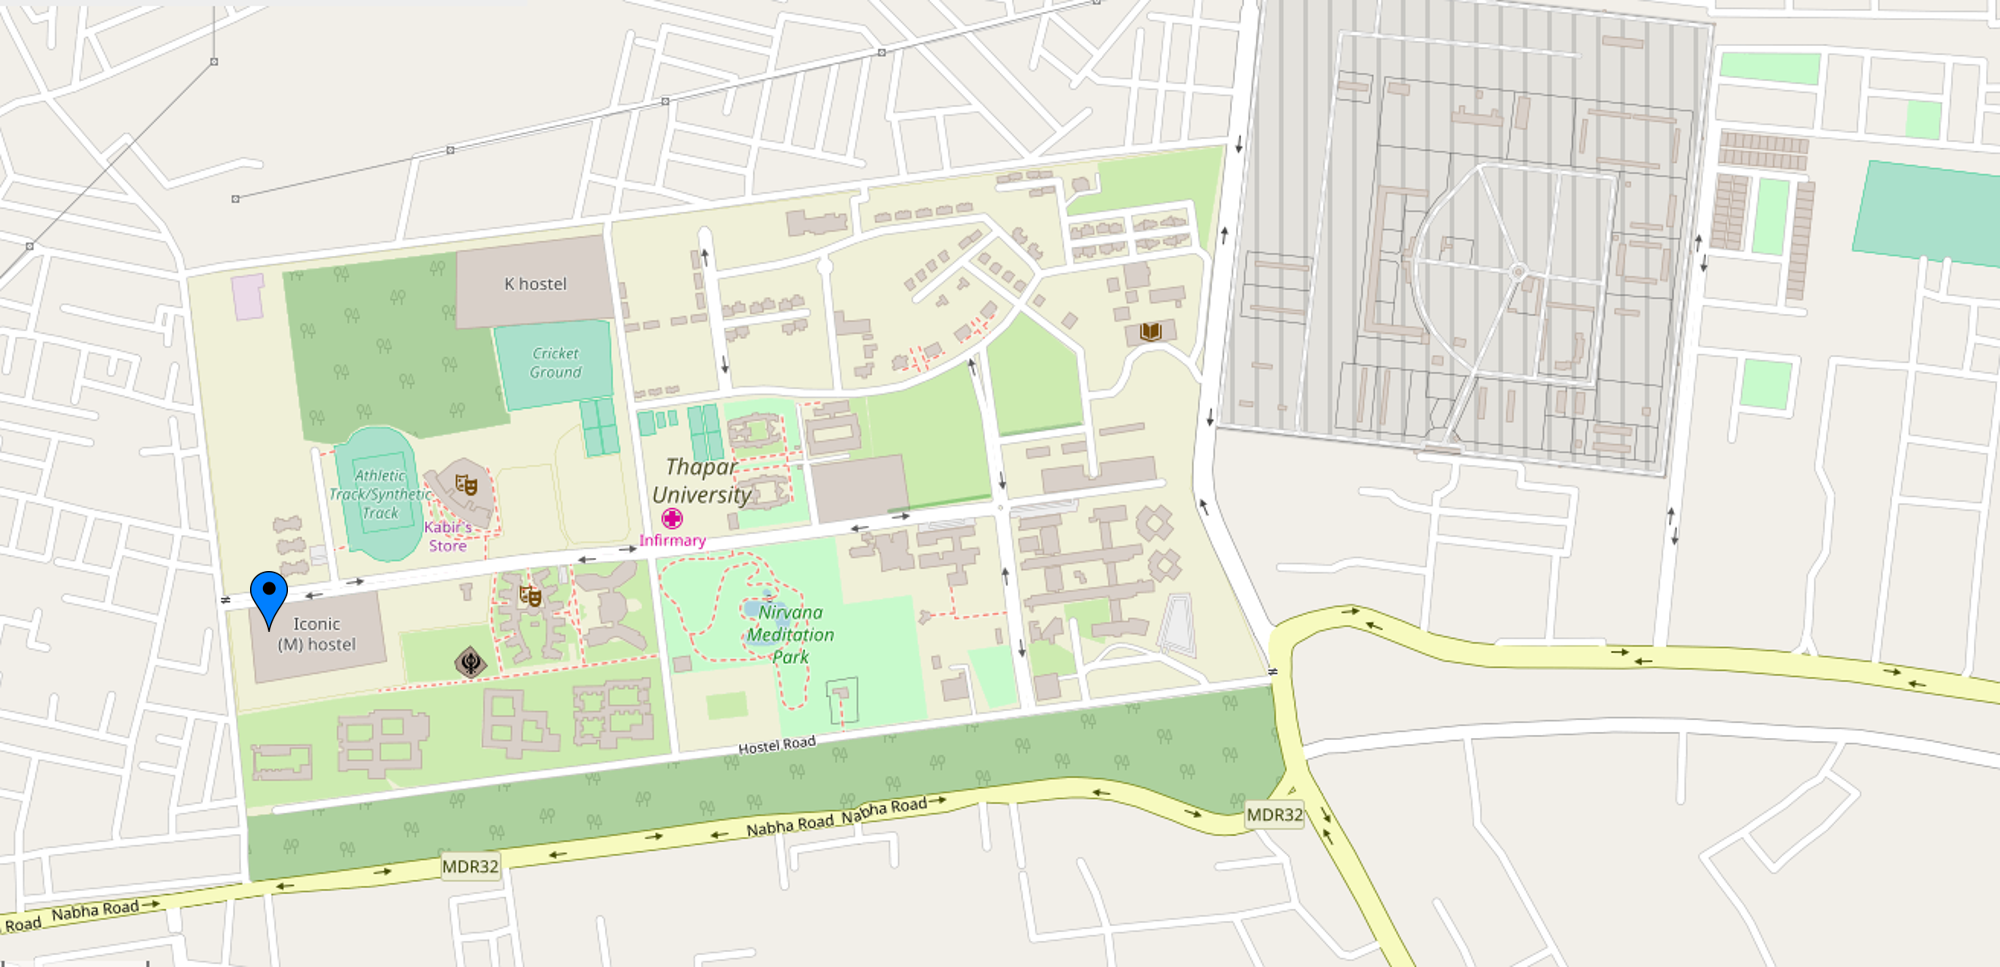 K hostel
Cricket
Ground
Thapar
University
Athletic
Track/Synthetic
Track
Kabir's
Store
Infirmary
Iconic
(M) hostel
Nirvana
Meditation
Park
Hostel Road
MDR32
Nabha Road
Nabha Road
MDR32
Nabha Road
Road